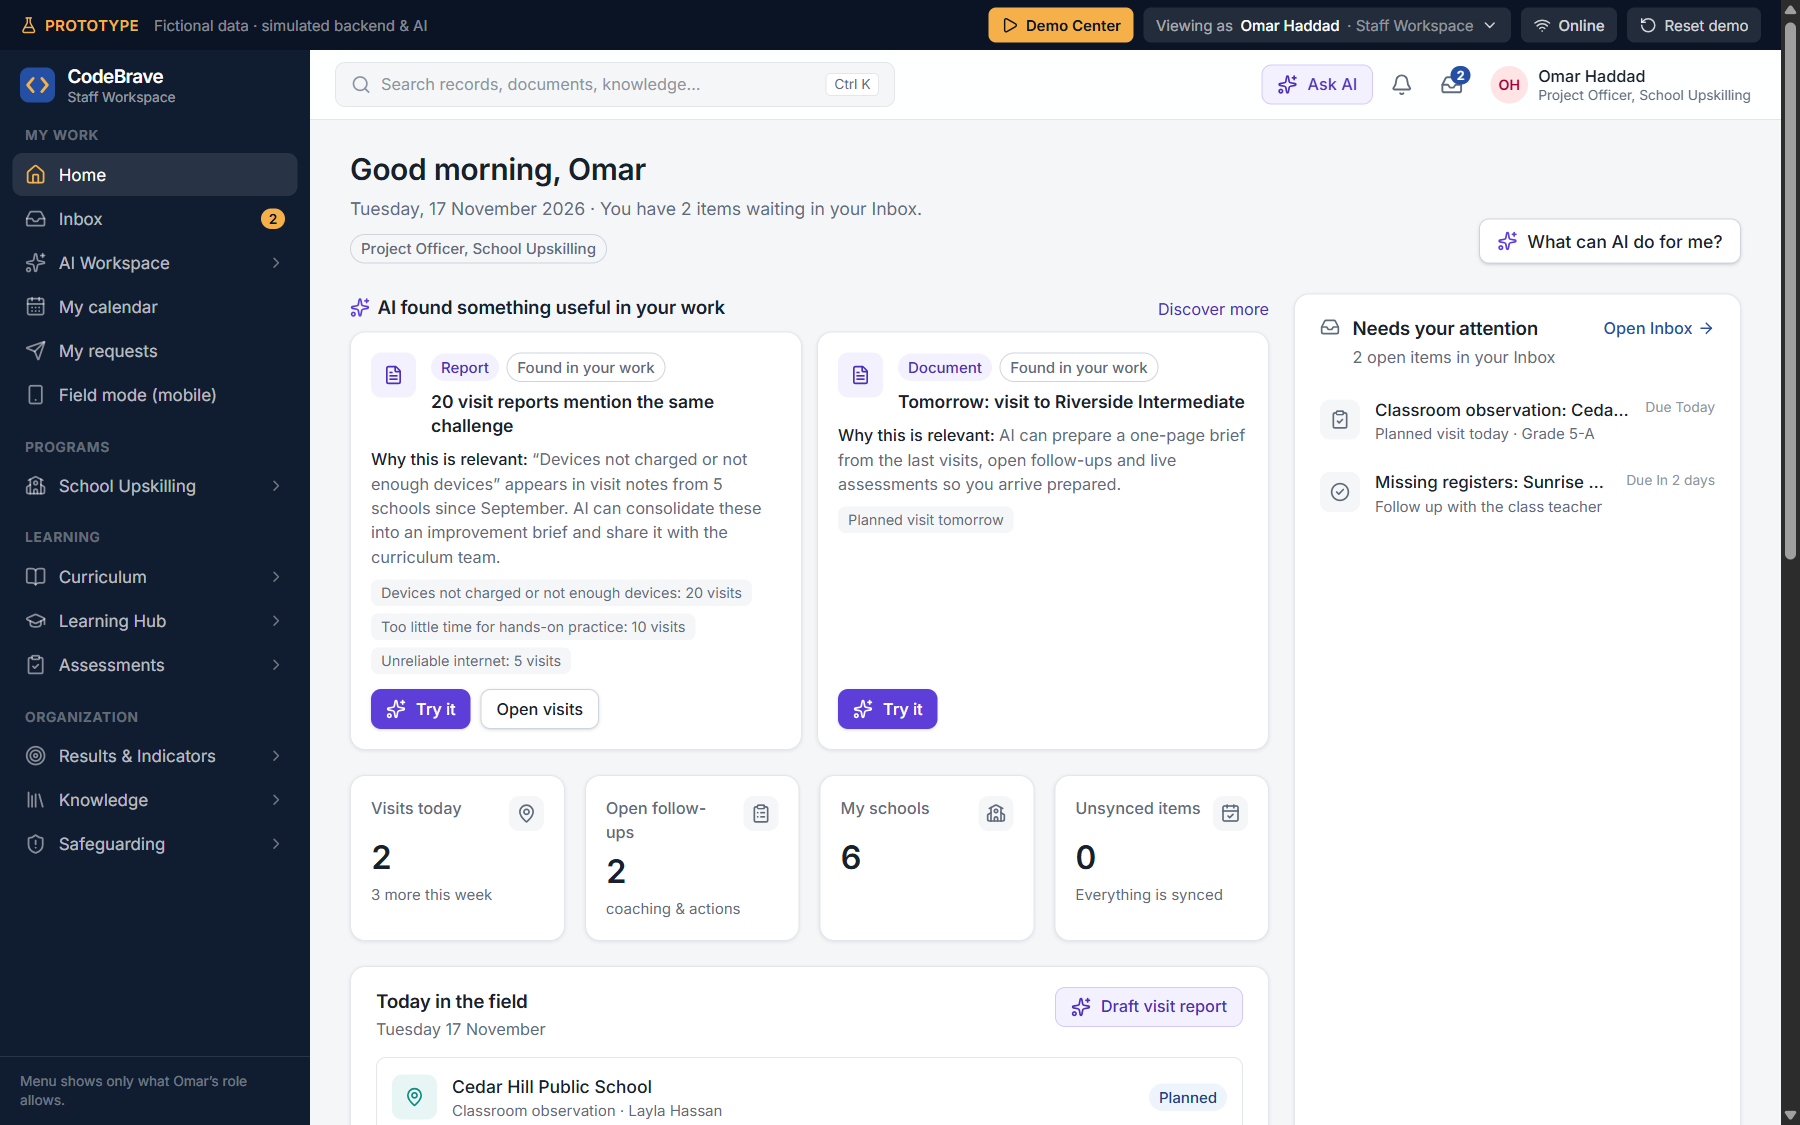 PROTOTYPE Fictional data · simulated backend & AI
Demo Center
Viewing as Omar Haddad · Staff Workspace
Online
Reset demo
CodeBrave
Staff Workspace
MY WORK
Home
Inbox 2
AI Workspace
My calendar
My requests
Field mode (mobile)
PROGRAMS
School Upskilling
LEARNING
Curriculum
Learning Hub
Assessments
ORGANIZATION
Results & Indicators
Knowledge
Safeguarding
Menu shows only what Omar's role
allows.
Search records, documents, knowledge... Ctrl K
Ask AI
2
OH
Omar Haddad
Project Officer, School Upskilling
Good morning, Omar
Tuesday, 17 November 2026 · You have 2 items waiting in your Inbox.
Project Officer, School Upskilling
What can AI do for me?
AI found something useful in your work
Discover more
Report Found in your work
20 visit reports mention the same
challenge
Why this is relevant: “Devices not charged or not
enough devices” appears in visit notes from 5
schools since September. AI can consolidate these
into an improvement brief and share it with the
curriculum team.
Devices not charged or not enough devices: 20 visits
Too little time for hands-on practice: 10 visits
Unreliable internet: 5 visits
Try it Open visits
Document Found in your work
Tomorrow: visit to Riverside Intermediate
Why this is relevant: AI can prepare a one-page brief
from the last visits, open follow-ups and live
assessments so you arrive prepared.
Planned visit tomorrow
Try it
Needs your attention
Open Inbox →
2 open items in your Inbox
Classroom observation: Ceda... Due Today
Planned visit today · Grade 5-A
Missing registers: Sunrise ... Due In 2 days
Follow up with the class teacher
Visits today
2
3 more this week
Open follow-
ups
2
coaching & actions
My schools
6
Unsynced items
0
Everything is synced
Today in the field
Tuesday 17 November
Draft visit report
Cedar Hill Public School
Classroom observation · Layla Hassan
Planned